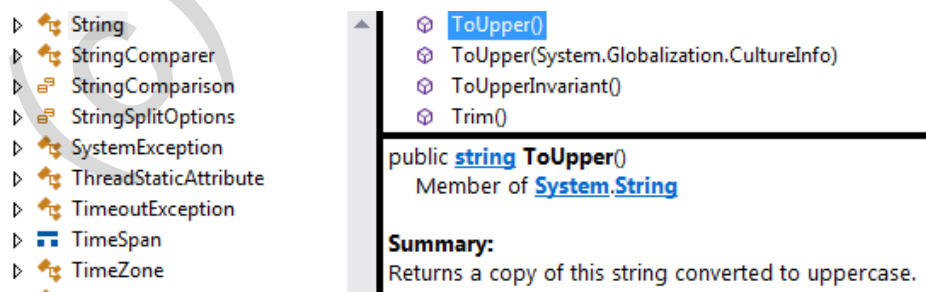 String
StringComparer
StringComparison
StringSplitOptions
SystemException
ThreadStaticAttribute
TimeoutException
TimeSpan
TimeZone
ToUpper()
ToUpper(System.Globalization.CultureInfo)
ToUpperInvariant()
Trim()
public string ToUpper()
Member of System.String
Summary:
Returns a copy of this string converted to uppercase.